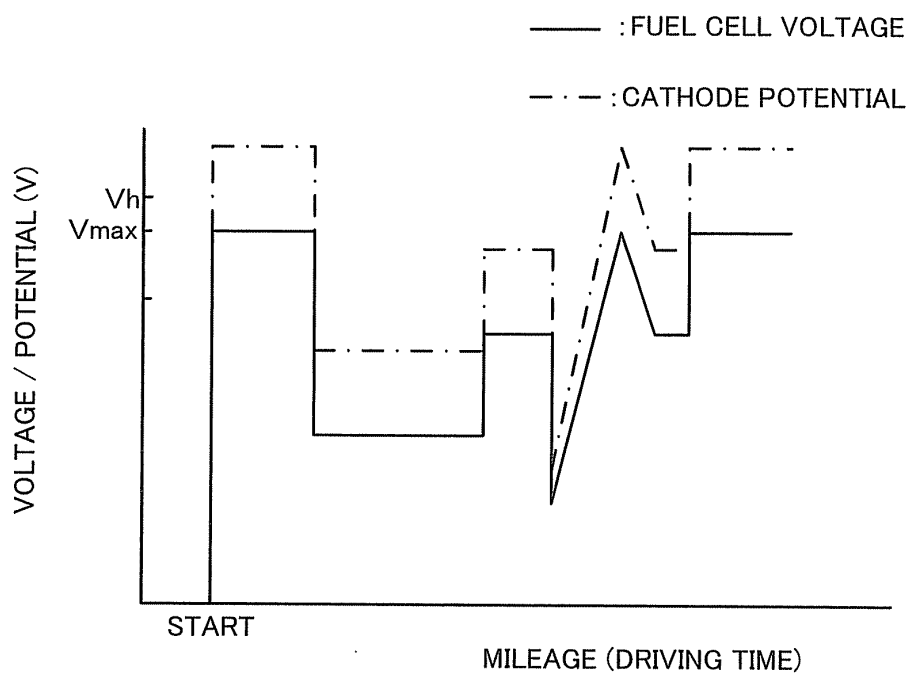 : FUEL CELL VOLTAGE
: CATHODE POTENTIAL
VOLTAGE / POTENTIAL (V)
Vh
Vmax
START
MILEAGE (DRIVING TIME)